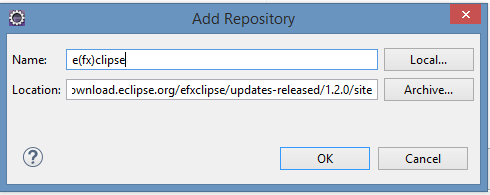 Add Repository
Name: e(fx)clipse Local...
Location: ownload.eclipse.org/efxclipse/updates-released/1.2.0/site Archive...
? OK Cancel